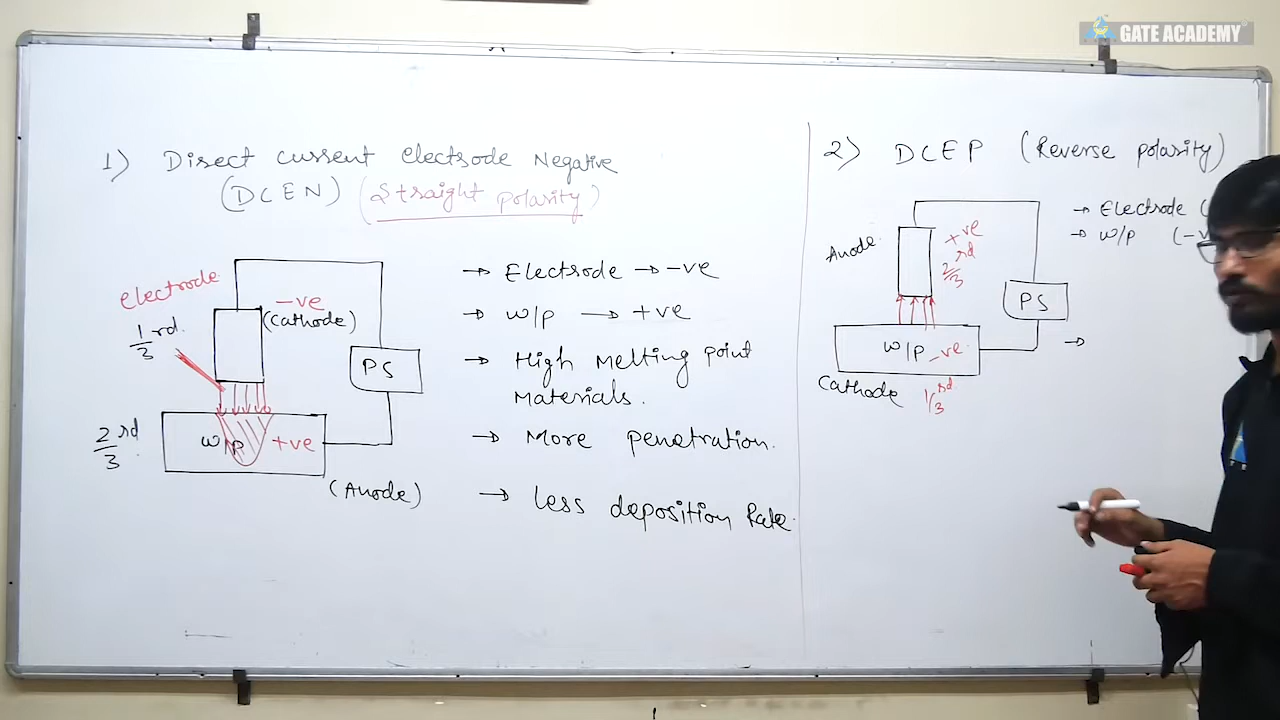 GATE ACADEMY
1) Direct current electrode Negative
(DCEN) (Straight polarity)
electrode
1/3 rd.
-ve
(Cathode)
PS
2/3 rd
w/p +ve
(Anode)
→ Electrode → -ve
→ w/p → +ve
→ High Melting point
Materials.
→ More penetration.
→ less deposition Rate.
2) DCEP (Reverse polarity)
→ Electrode (
→ w/p (-v
Anode.
+ve
2/3 rd
PS
w/p -ve
Cathode
1/3 rd
→